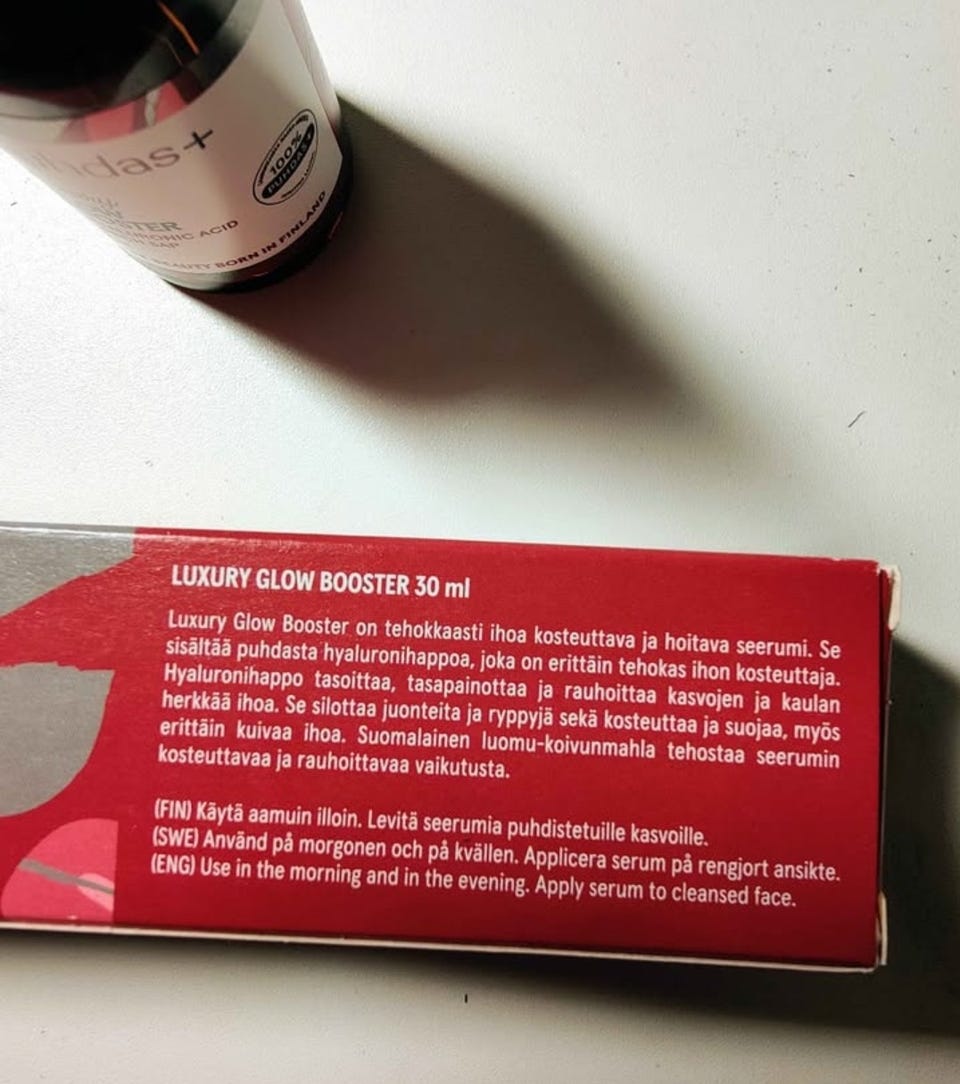 100%
PUHDAS+
BEAUTY BORN IN FINLAND
LUXURY GLOW BOOSTER 30 ml
Luxury Glow Booster on tehokkaasti ihoa kosteuttava ja hoitava seerumi. Se
sisältää puhdasta hyaluronihappoa, joka on erittäin tehokas ihon kosteuttaja.
Hyaluronihappo tasoittaa, tasapainottaa ja rauhoittaa kasvojen ja kaulan
herkkää ihoa. Se silottaa juonteita ja ryppyjä sekä kosteuttaa ja suojaa, myös
erittäin kuivaa ihoa. Suomalainen luomu-koivunmahla tehostaa seerumin
kosteuttavaa ja rauhoittavaa vaikutusta.
(FIN) Käytä aamuin illoin. Levitä seerumia puhdistetuille kasvoille.
(SWE) Använd på morgonen och på kvällen. Applicera serum på rengjort ansikte.
(ENG) Use in the morning and in the evening. Apply serum to cleansed face.